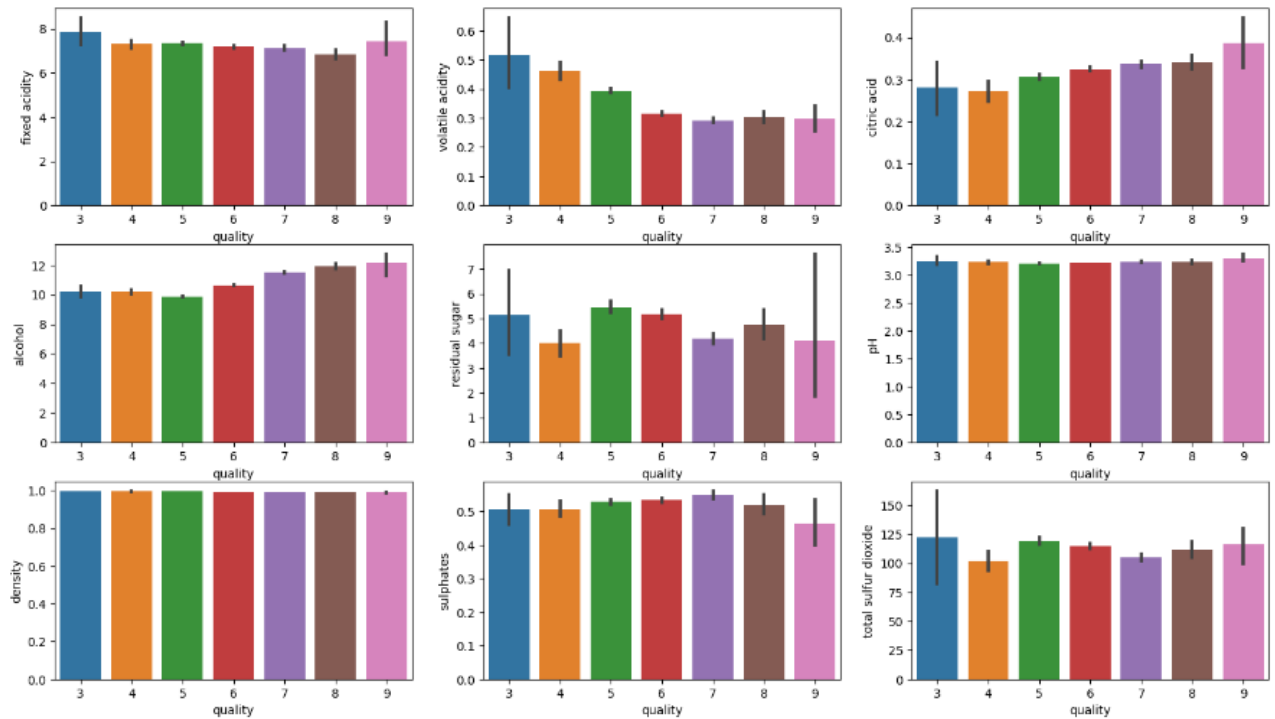 fixed acidity
8
6
4
2
0
3 4 5 6 7 8 9
quality
volatile acidity
0.6
0.5
0.4
0.3
0.2
0.1
0.0
3 4 5 6 7 8 9
quality
citric acid
0.4
0.3
0.2
0.1
0.0
3 4 5 6 7 8 9
quality
alcohol
12
10
8
6
4
2
0
3 4 5 6 7 8 9
quality
residual sugar
7
6
5
4
3
2
1
0
3 4 5 6 7 8 9
quality
pH
3.5
3.0
2.5
2.0
1.5
1.0
0.5
0.0
3 4 5 6 7 8 9
quality
density
1.0
0.8
0.6
0.4
0.2
0.0
3 4 5 6 7 8 9
quality
sulphates
0.5
0.4
0.3
0.2
0.1
0.0
3 4 5 6 7 8 9
quality
total sulfur dioxide
150
125
100
75
50
25
0
3 4 5 6 7 8 9
quality